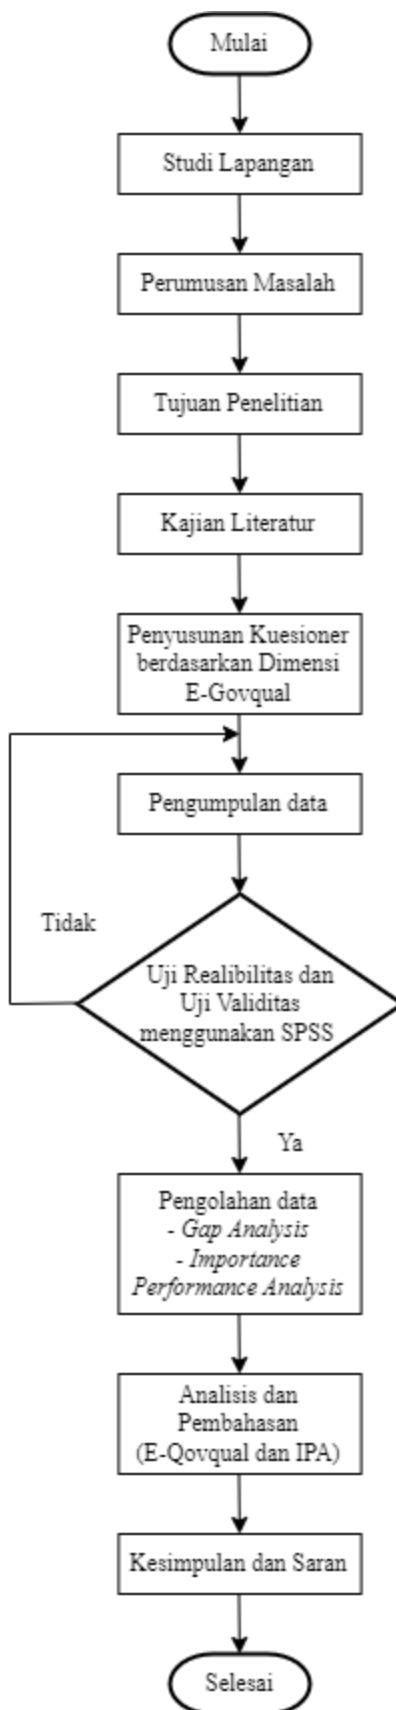 Mulai
Studi Lapangan
Perumusan Masalah
Tujuan Penelitian
Kajian Literatur
Penyusunan Kuesioner
berdasarkan Dimensi
E-Govqual
Pengumpulan data
Tidak
Uji Realibilitas dan
Uji Validitas
menggunakan SPSS
Ya
Pengolahan data
- Gap Analysis
- Importance
Performance Analysis
Analisis dan
Pembahasan
(E-Qovqual dan IPA)
Kesimpulan dan Saran
Selesai